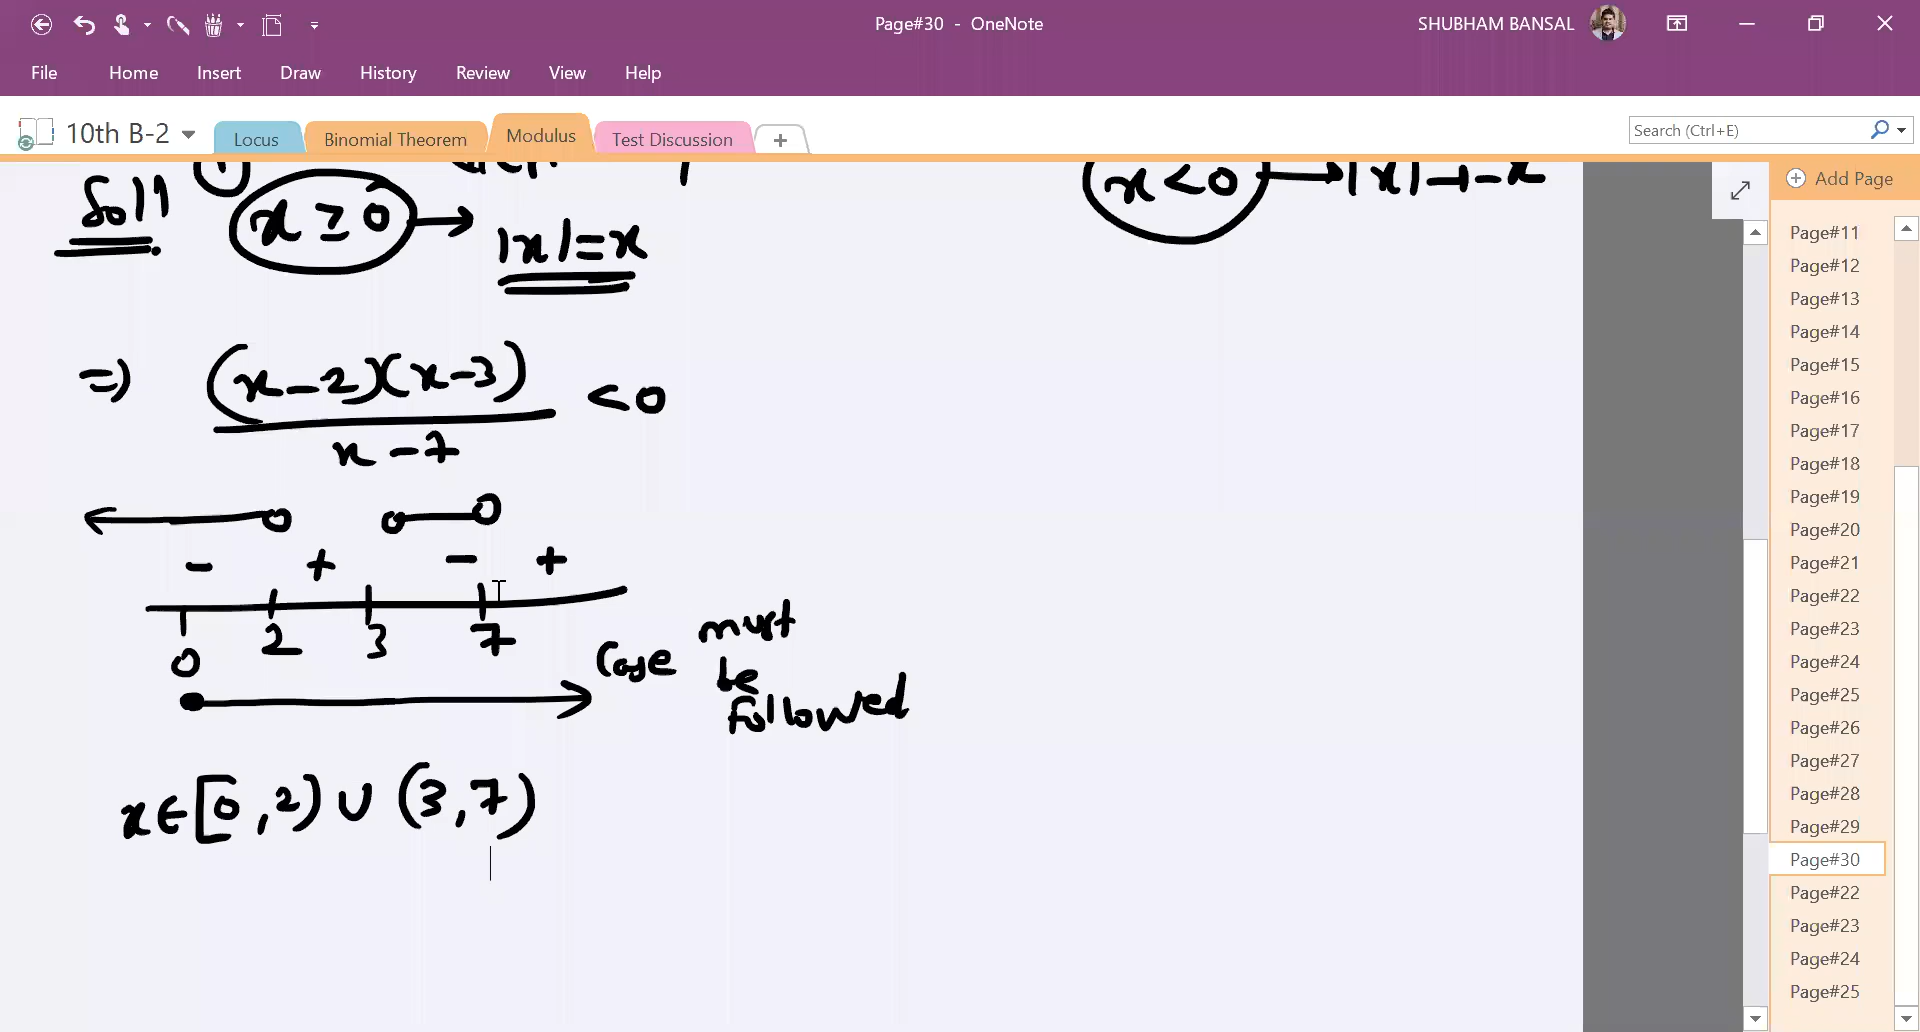 Page#30 - OneNote
SHUBHAM BANSAL
File Home Insert Draw History Review View Help
10th B-2
Locus
Binomial Theorem
Modulus
Test Discussion
Search (Ctrl+E)
Add Page
Page#11
Page#12
Page#13
Page#14
Page#15
Page#16
Page#17
Page#18
Page#19
Page#20
Page#21
Page#22
Page#23
Page#24
Page#25
Page#26
Page#27
Page#28
Page#29
Page#30
Page#22
Page#23
Page#24
Page#25
Sol1
x ≥ 0 → |x|=x
x<0 → |x|→-x
=> (x-2)(x-3) <0
x-7
- + - +
0 2 3 7
Case must
be
followed
x∈[0,2)∪(3,7)